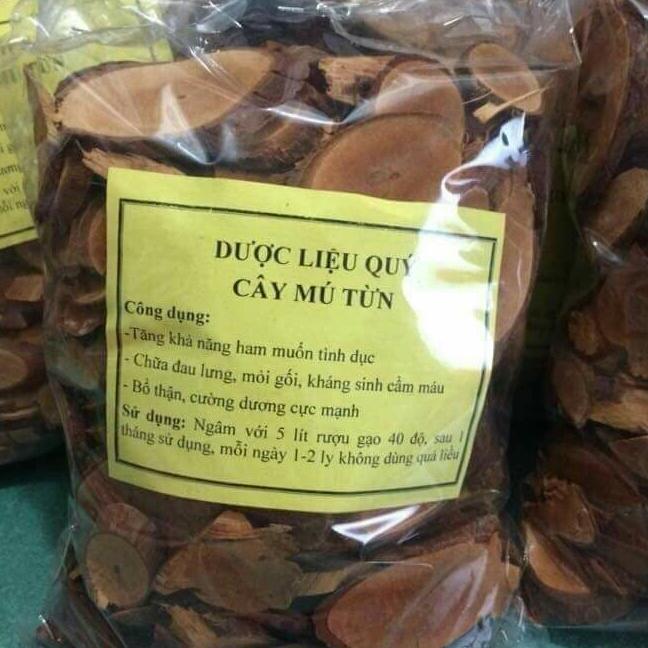 DƯỢC LIỆU QUÝ
CÂY MÚ TỪN
Công dụng:
-Tăng khả năng ham muốn tình dục
- Chữa đau lưng, mỏi gối, kháng sinh cầm máu
- Bổ thận, cường dương cực mạnh
Sử dụng: Ngâm với 5 lít rượu gạo 40 độ, sau 1
tháng sử dụng, mỗi ngày 1-2 ly không dùng quá liều